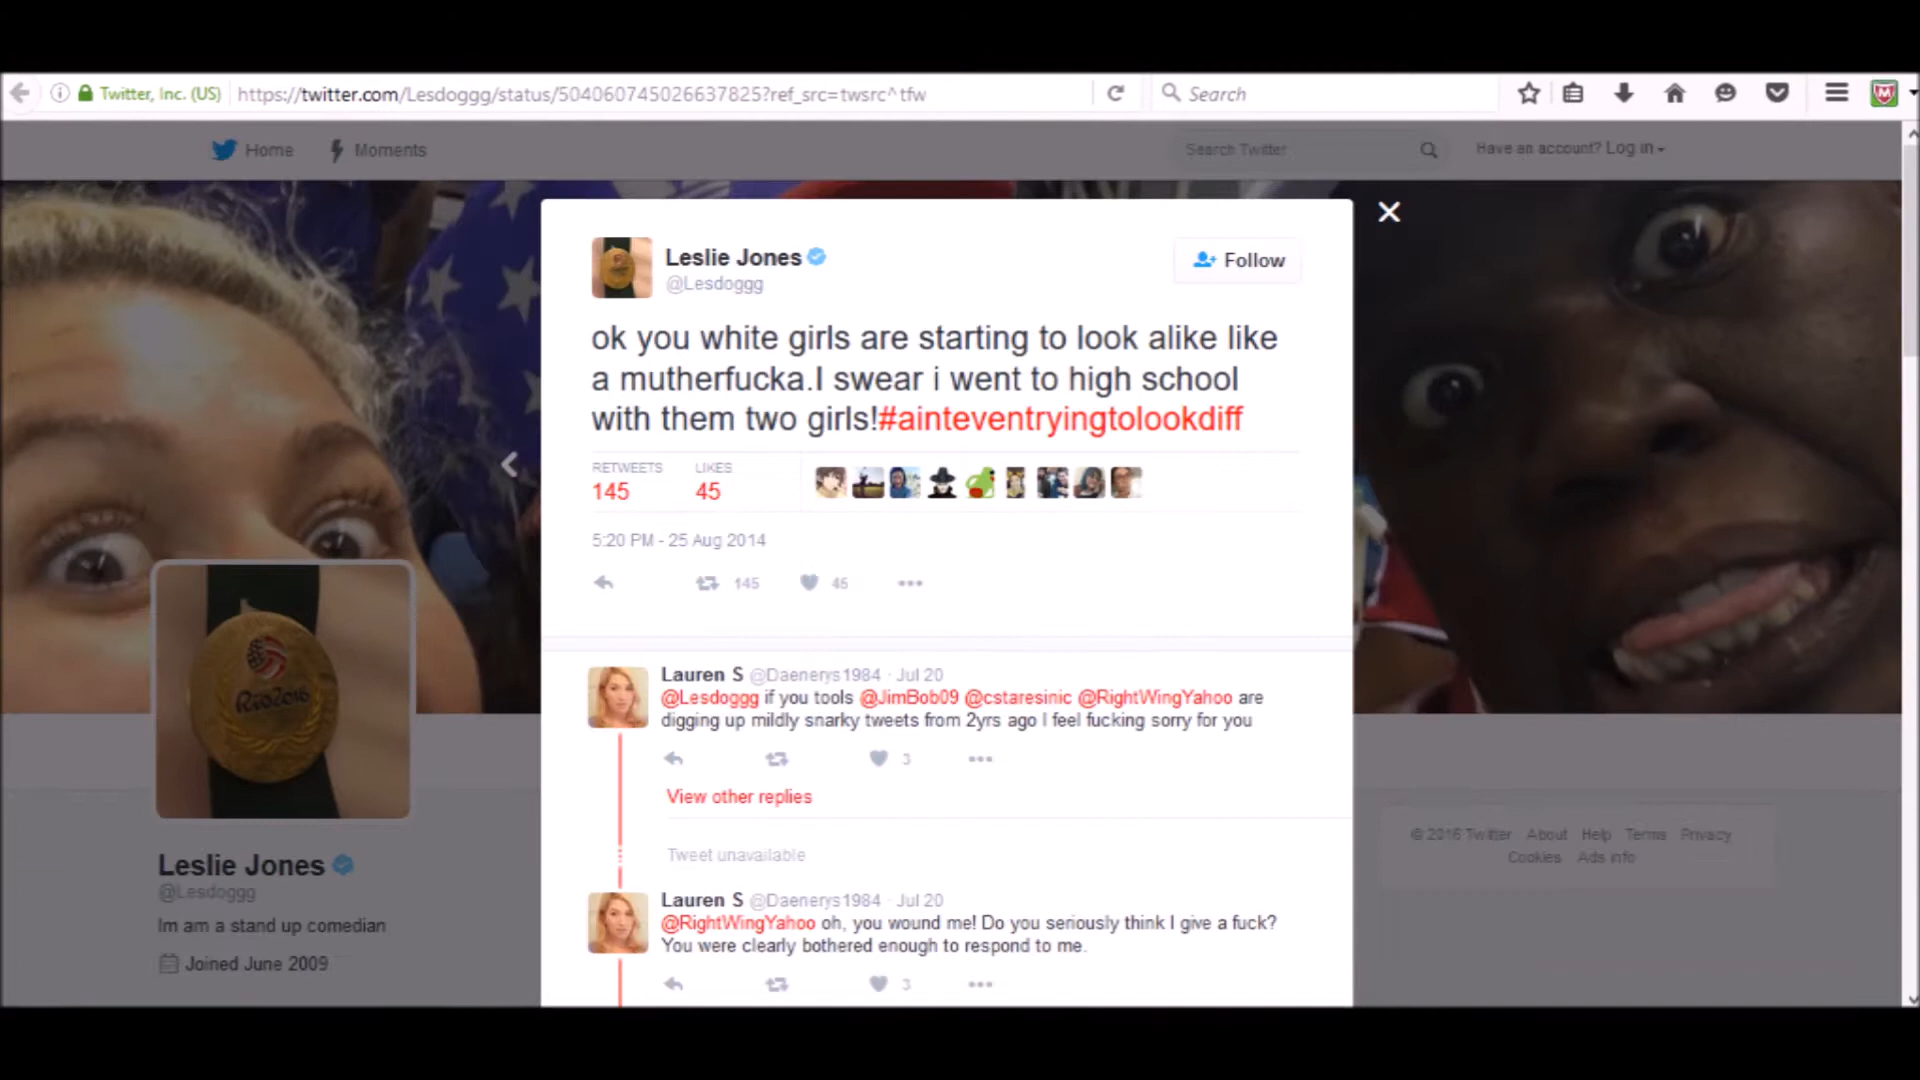 Twitter, Inc. (US)
https://twitter.com/Lesdoggg/status/504060745026637825?ref_src=twsrc^tfw
Search
Home
Moments
Search Twitter
Have an account? Log in
Leslie Jones
@Lesdoggg
Follow
ok you white girls are starting to look alike like
a mutherfucka.I swear i went to high school
with them two girls!#ainteventryingtolookdiff
RETWEETS LIKES
145 45
5:20 PM - 25 Aug 2014
145 45
Lauren S @Daenerys1984 · Jul 20
@Lesdoggg if you tools @JimBob09 @cstaresinic @RightWingYahoo are
digging up mildly snarky tweets from 2yrs ago I feel fucking sorry for you
3
View other replies
Tweet unavailable
Lauren S @Daenerys1984 · Jul 20
@RightWingYahoo oh, you wound me! Do you seriously think I give a fuck?
You were clearly bothered enough to respond to me.
3
Rio2016
Leslie Jones
@Lesdoggg
Im am a stand up comedian
Joined June 2009
© 2016 Twitter About Help Terms Privacy
Cookies Ads info